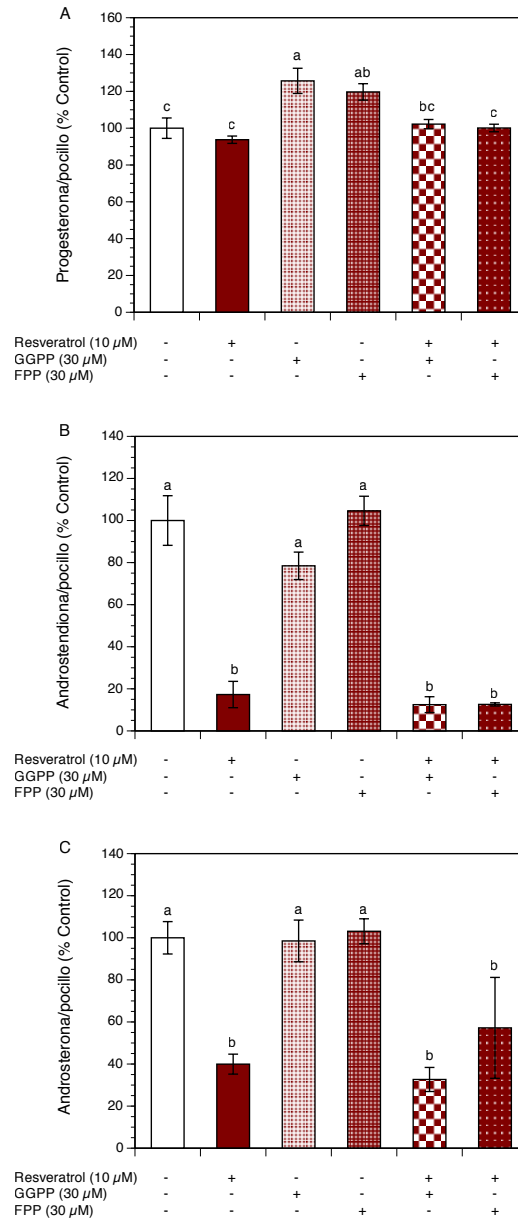 A
160
140
120
100
80
60
40
20
0
Progesterona/pocillo (% Control)
c c a ab bc c
Resveratrol (10 µM) - + - - + +
GGPP (30 µM) - - + - + -
FPP (30 µM) - - - + - +
B
140
120
100
80
60
40
20
0
Androstendiona/pocillo (% Control)
a b a a b b
Resveratrol (10 µM) - + - - + +
GGPP (30 µM) - - + - + -
FPP (30 µM) - - - + - +
C
140
120
100
80
60
40
20
0
Androsterona/pocillo (% Control)
a b a a b b
Resveratrol (10 µM) - + - - + +
GGPP (30 µM) - - + - + -
FPP (30 µM) - - - + - +